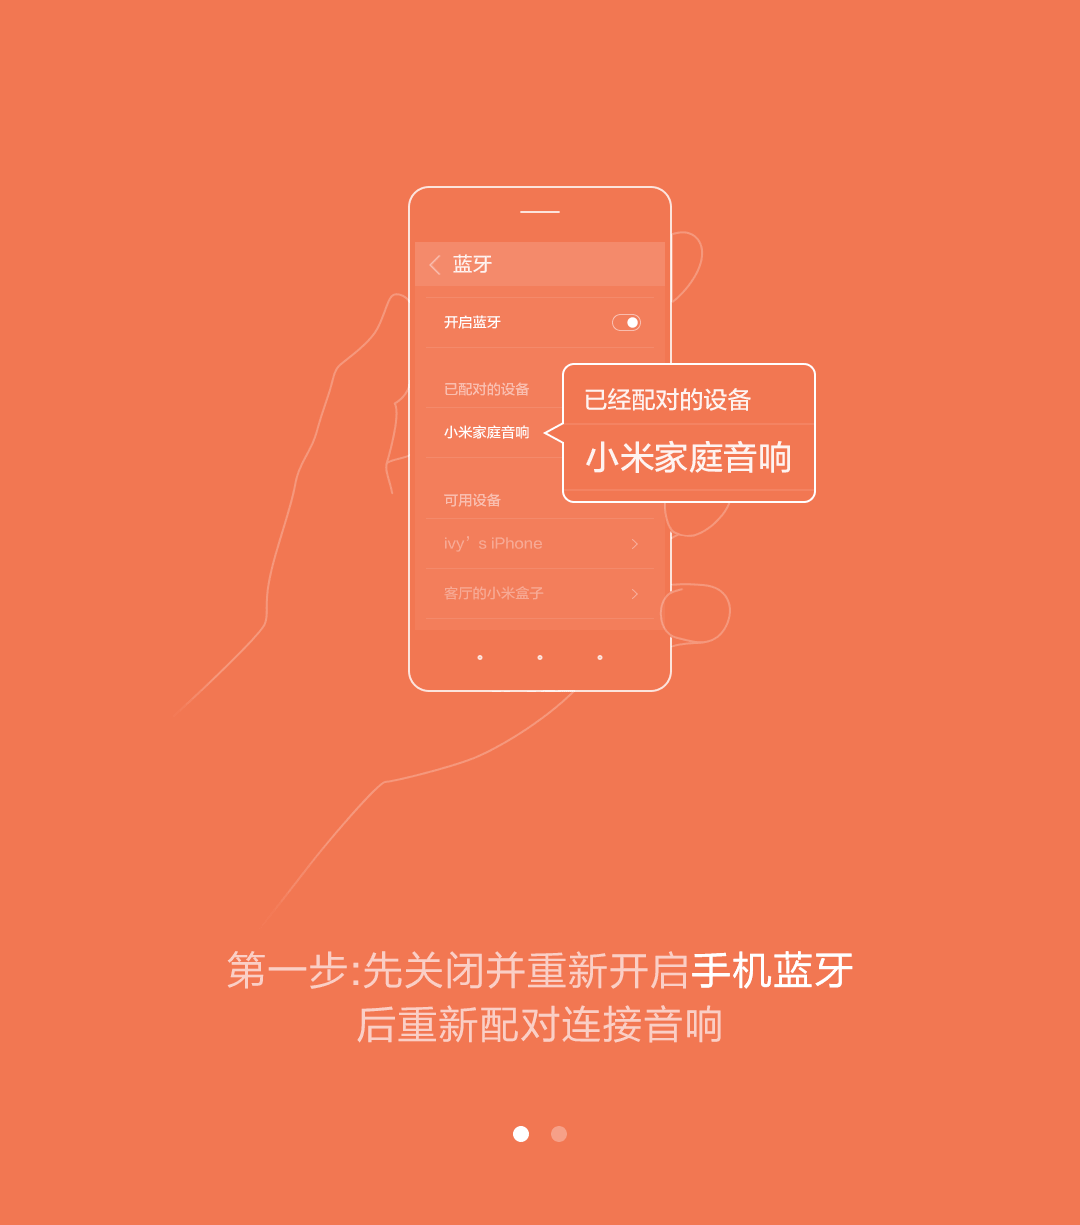 蓝牙
开启蓝牙
已配对的设备
小米家庭音响
已经配对的设备
小米家庭音响
可用设备
ivy’s iPhone
客厅的小米盒子
第一步:先关闭并重新开启手机蓝牙
后重新配对连接音响